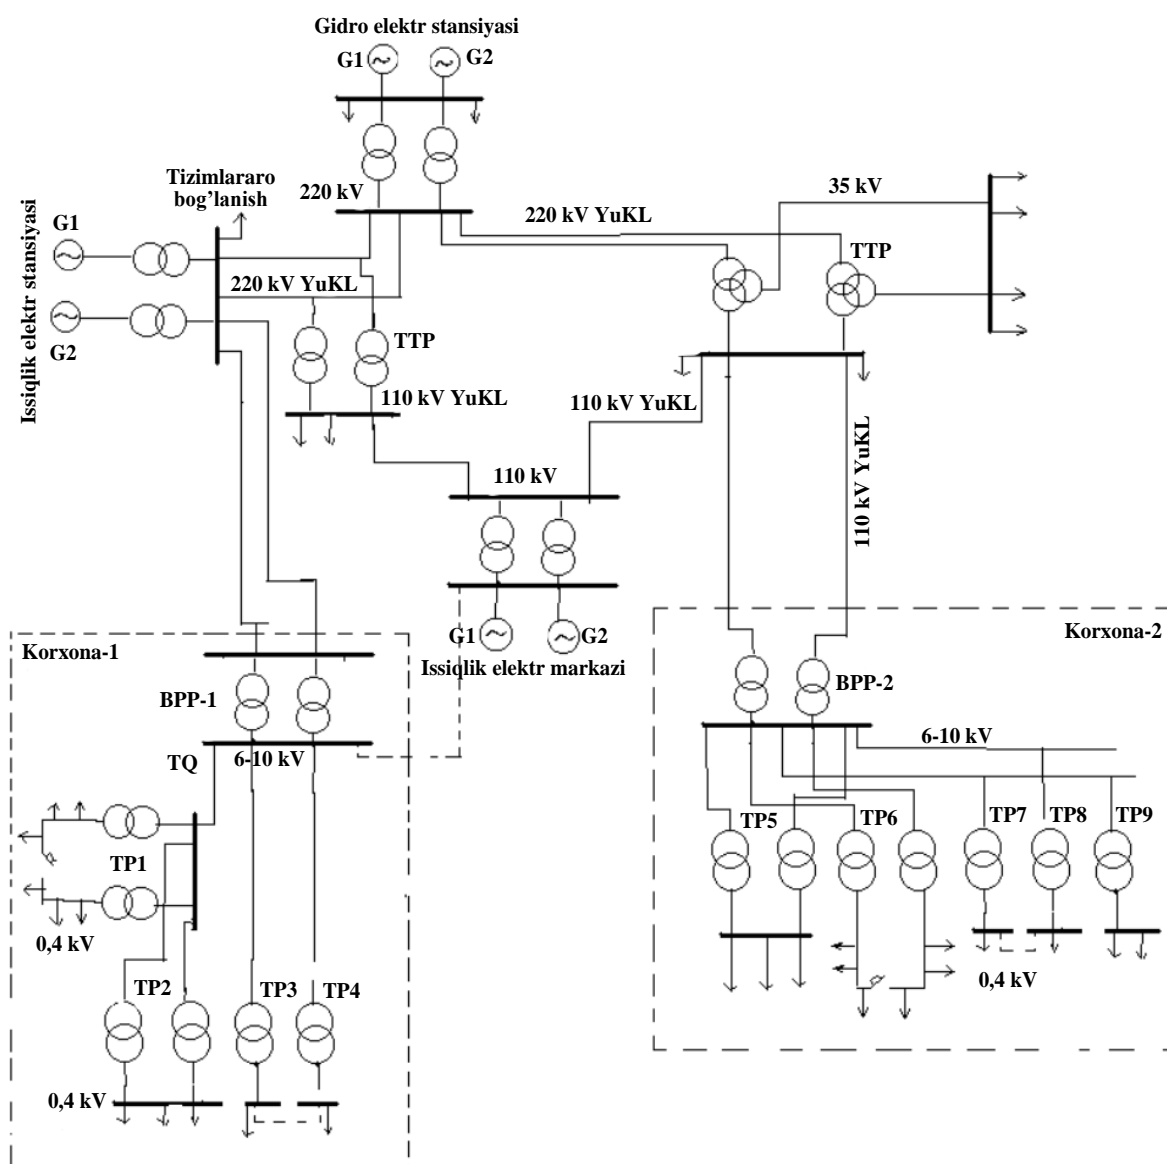 Gidro elektr stansiyasi
G1
G2
Tizimlararo
bog’lanish
220 kV
35 kV
220 kV YuKL
Issiqlik elektr stansiyasi
G1
TTP
220 kV YuKL
G2
TTP
110 kV YuKL
110 kV YuKL
110 kV
110 kV YuKL
G1
G2
Issiqlik elektr markazi
Korxona-1
Korxona-2
BPP-1
BPP-2
TQ
6-10 kV
6-10 kV
TP1
TP5
TP6
TP7
TP8
TP9
0,4 kV
0,4 kV
TP2
TP3
TP4
0,4 kV